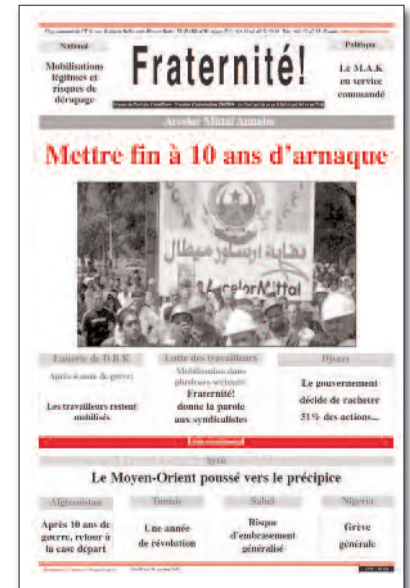 National
Mobilisations
légitimes et
risques de
dérapage
Fraternité!
Politique
Le M.A.K
en service
commandé
Arcelor Mittal Annaba
Mettre fin à 10 ans d'arnaque
نقابة ارسلور ميطال
ArcelorMittal
Laiterie de D.B.K
Après 4 mois de grève:
Les travailleurs restent
mobilisés
Lutte des travailleurs
Mobilisation dans
plusieurs secteurs:
Fraternité!
donne la parole
aux syndicalistes
Djezzy
Le gouvernement
décide de racheter
51% des actions...
International
Syrie
Le Moyen-Orient poussé vers le précipice
Afghanistan
Après 10 ans de
guerre, retour à
la case départ
Tunisie
Une année
de révolution
Sahel
Risque
d'embrasement
généralisé
Nigeria
Grève
générale